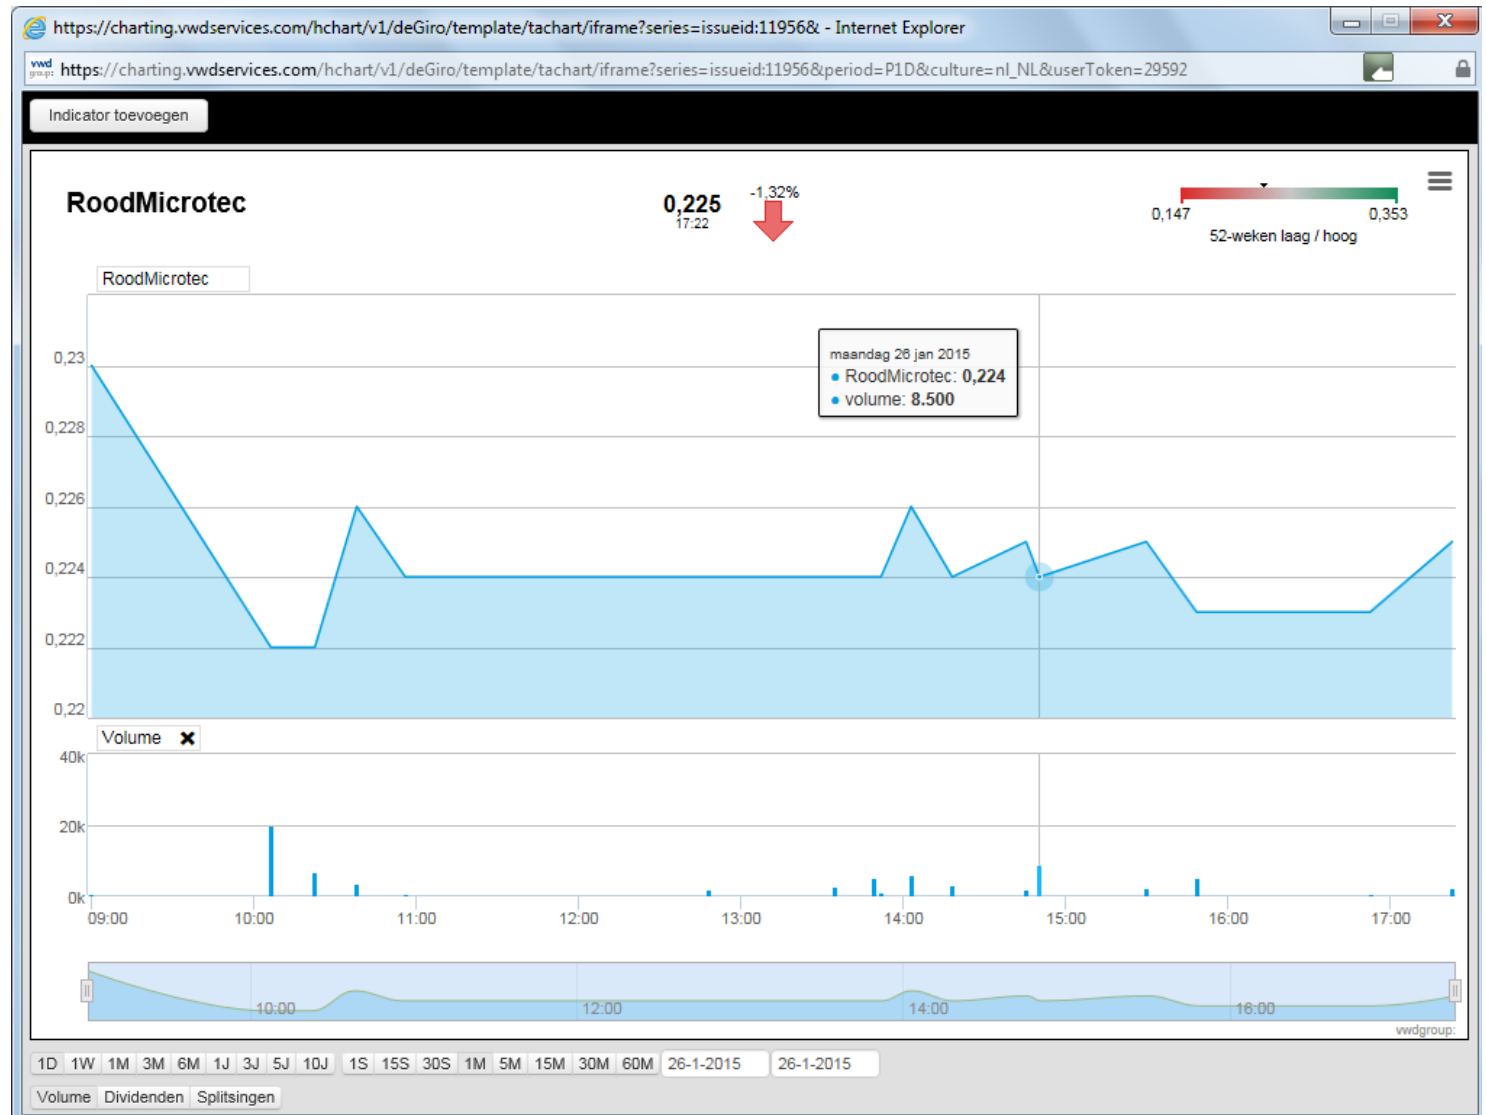 https://charting.vwdservices.com/hchart/v1/deGiro/template/tachart/iframe?series=issueid:11956& - Internet Explorer
vwd group: https://charting.vwdservices.com/hchart/v1/deGiro/template/tachart/iframe?series=issueid:11956&period=P1D&culture=nl_NL&userToken=29592
Indicator toevoegen
RoodMicrotec
0,225
17:22
-1,32%
0,147 0,353
52-weken laag / hoog
RoodMicrotec
0,23
0,228
0,226
0,224
0,222
0,22
maandag 26 jan 2015
RoodMicrotec: 0,224
volume: 8.500
Volume
40k
20k
0k
09:00 10:00 11:00 12:00 13:00 14:00 15:00 16:00 17:00
10:00 12:00 14:00 16:00
vwdgroup:
1D 1W 1M 3M 6M 1J 3J 5J 10J 1S 15S 30S 1M 5M 15M 30M 60M 26-1-2015 26-1-2015
Volume Dividenden Splitsingen